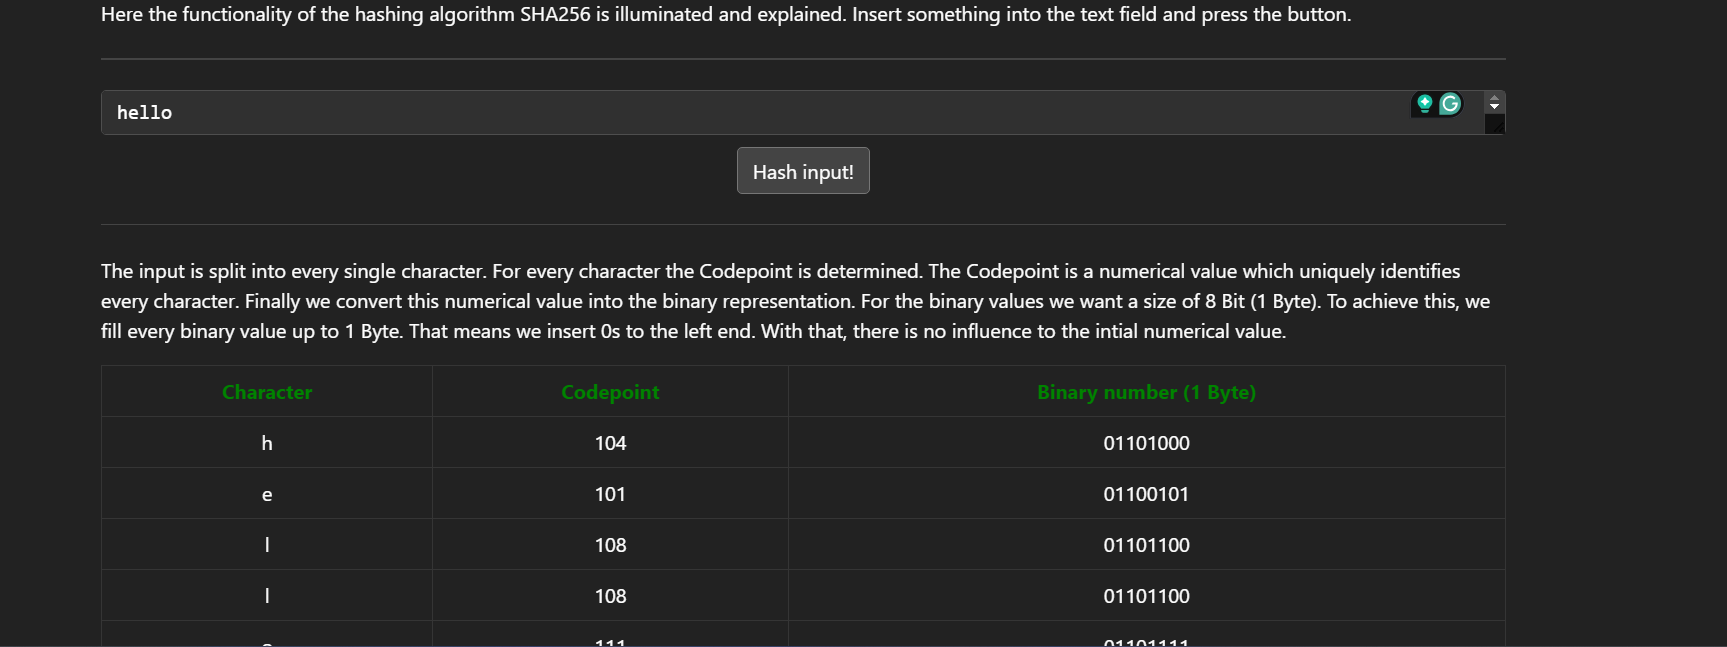 Here the functionality of the hashing algorithm SHA256 is illuminated and explained. Insert something into the text field and press the button.
hello
Hash input!
The input is split into every single character. For every character the Codepoint is determined. The Codepoint is a numerical value which uniquely identifies
every character. Finally we convert this numerical value into the binary representation. For the binary values we want a size of 8 Bit (1 Byte). To achieve this, we
fill every binary value up to 1 Byte. That means we insert 0s to the left end. With that, there is no influence to the intial numerical value.
Character Codepoint Binary number (1 Byte)
h 104 01101000
e 101 01100101
l 108 01101100
l 108 01101100
o 111 01101111